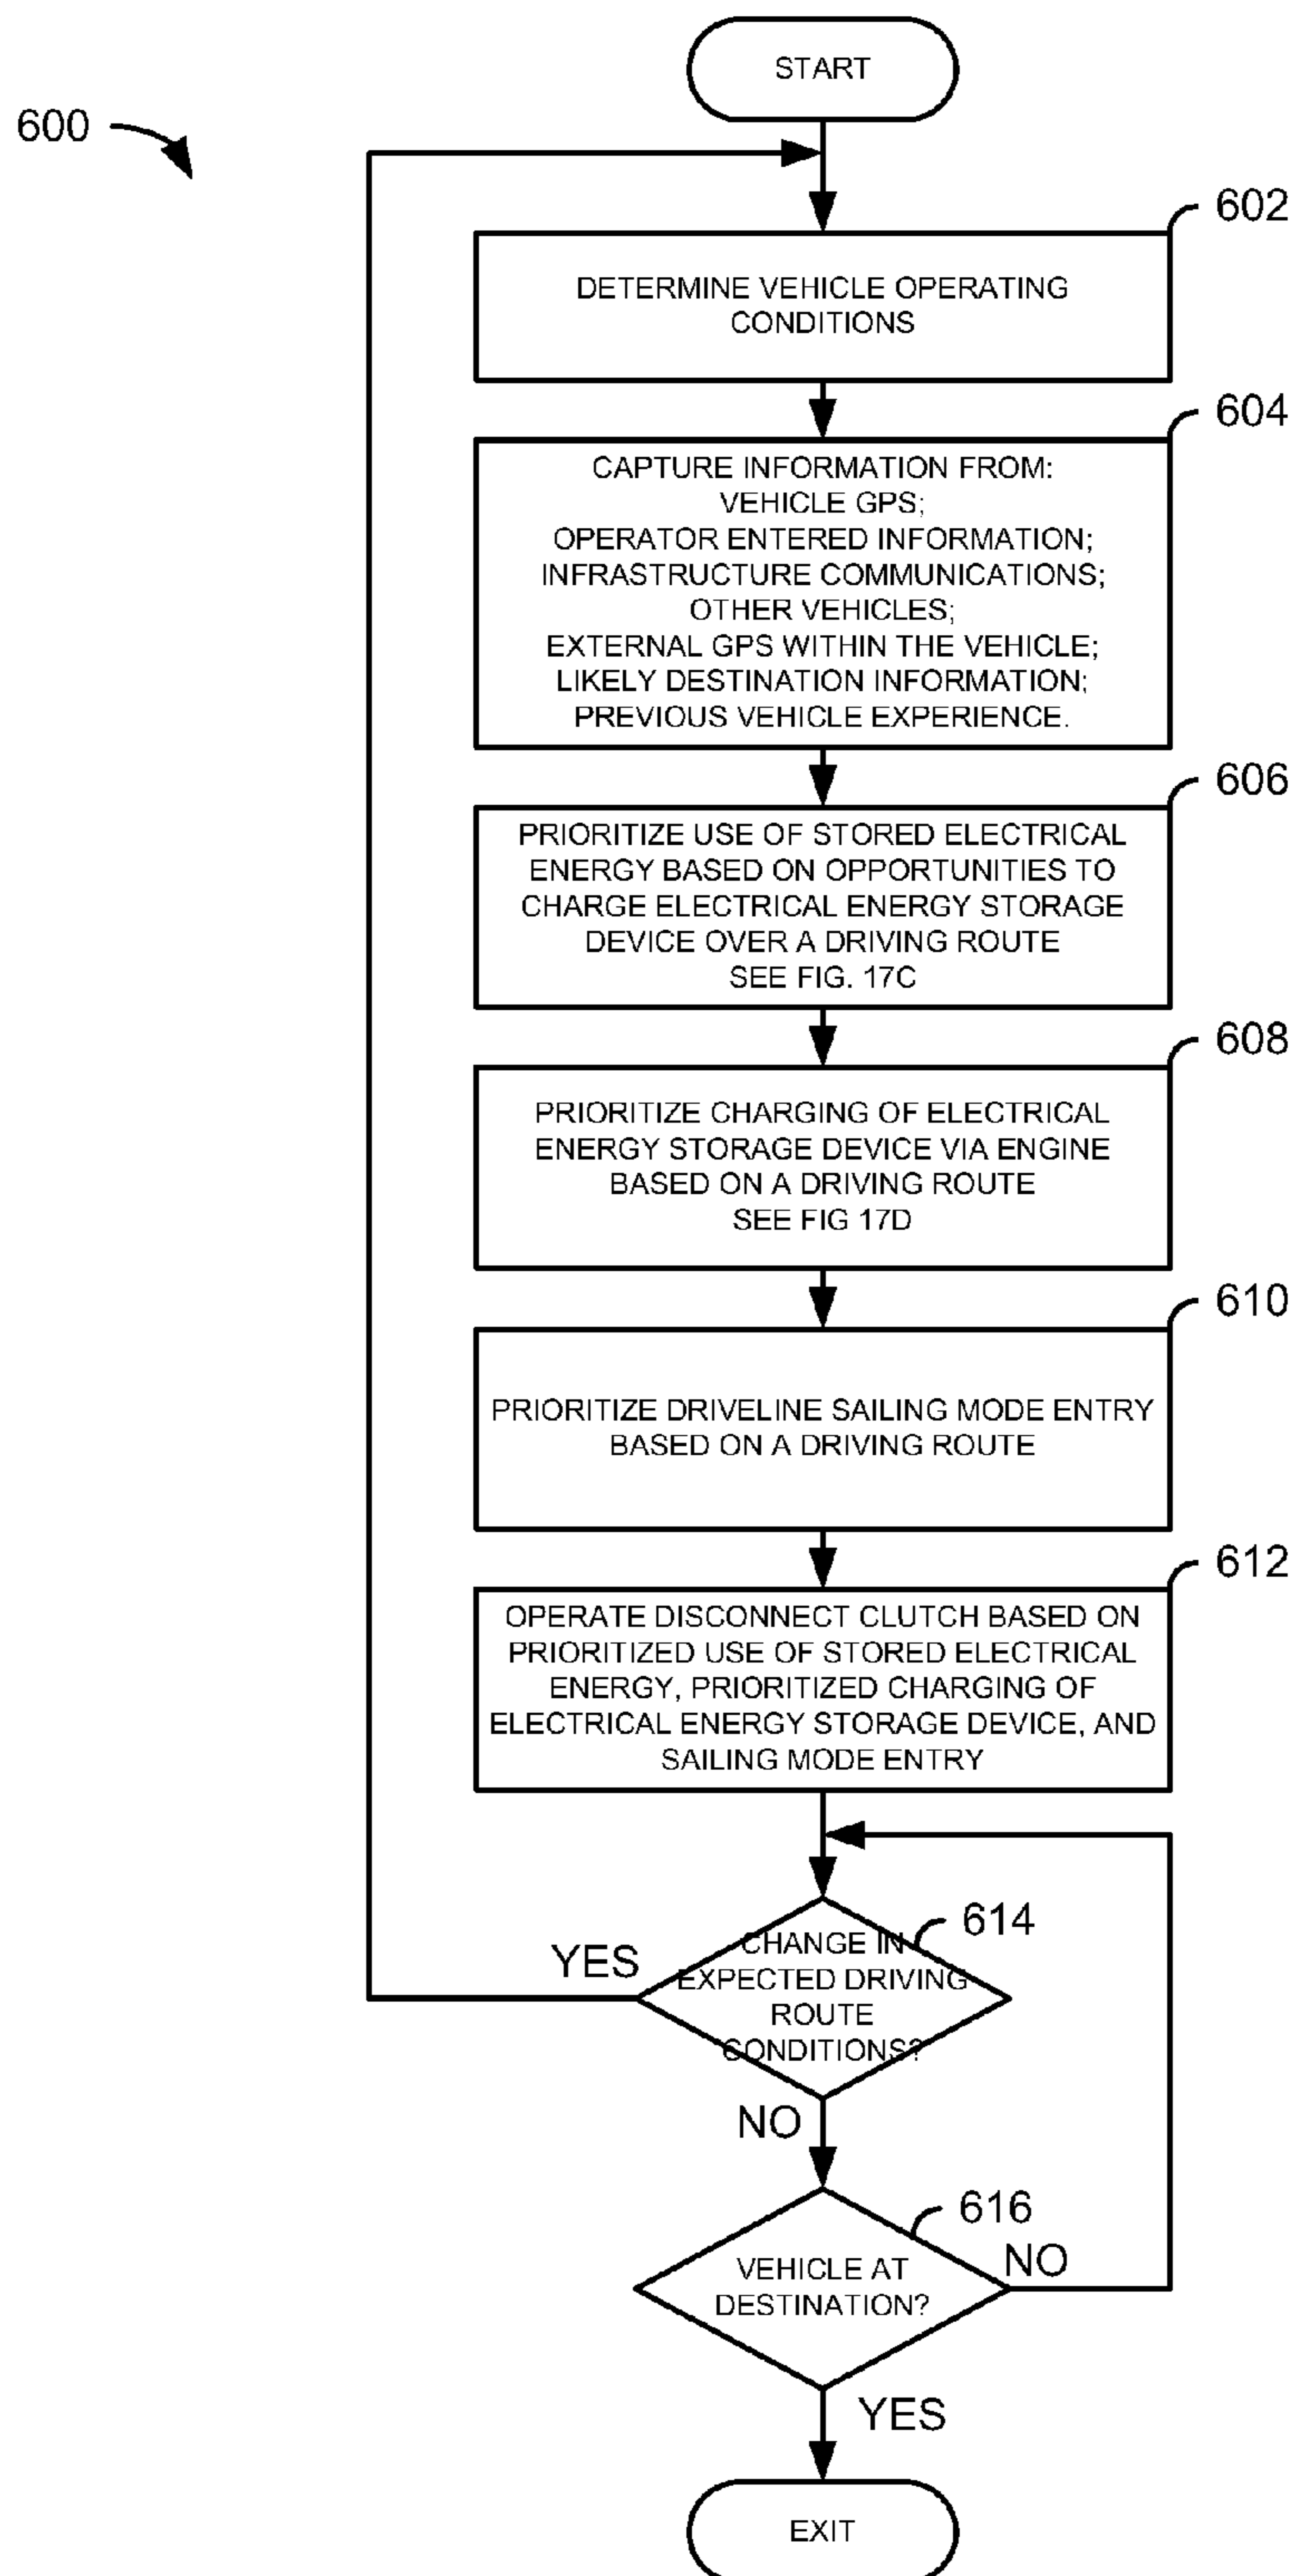 START
600
602
DETERMINE VEHICLE OPERATING
CONDITIONS
604
CAPTURE INFORMATION FROM:
VEHICLE GPS;
OPERATOR ENTERED INFORMATION;
INFRASTRUCTURE COMMUNICATIONS;
OTHER VEHICLES;
EXTERNAL GPS WITHIN THE VEHICLE;
LIKELY DESTINATION INFORMATION;
PREVIOUS VEHICLE EXPERIENCE.
606
PRIORITIZE USE OF STORED ELECTRICAL
ENERGY BASED ON OPPORTUNITIES TO
CHARGE ELECTRICAL ENERGY STORAGE
DEVICE OVER A DRIVING ROUTE
SEE FIG. 17C
608
PRIORITIZE CHARGING OF ELECTRICAL
ENERGY STORAGE DEVICE VIA ENGINE
BASED ON A DRIVING ROUTE
SEE FIG 17D
610
PRIORITIZE DRIVELINE SAILING MODE ENTRY
BASED ON A DRIVING ROUTE
612
OPERATE DISCONNECT CLUTCH BASED ON
PRIORITIZED USE OF STORED ELECTRICAL
ENERGY, PRIORITIZED CHARGING OF
ELECTRICAL ENERGY STORAGE DEVICE, AND
SAILING MODE ENTRY
614
YES
CHANGE IN
EXPECTED DRIVING
ROUTE
CONDITIONS?
NO
616
NO
VEHICLE AT
DESTINATION?
YES
EXIT